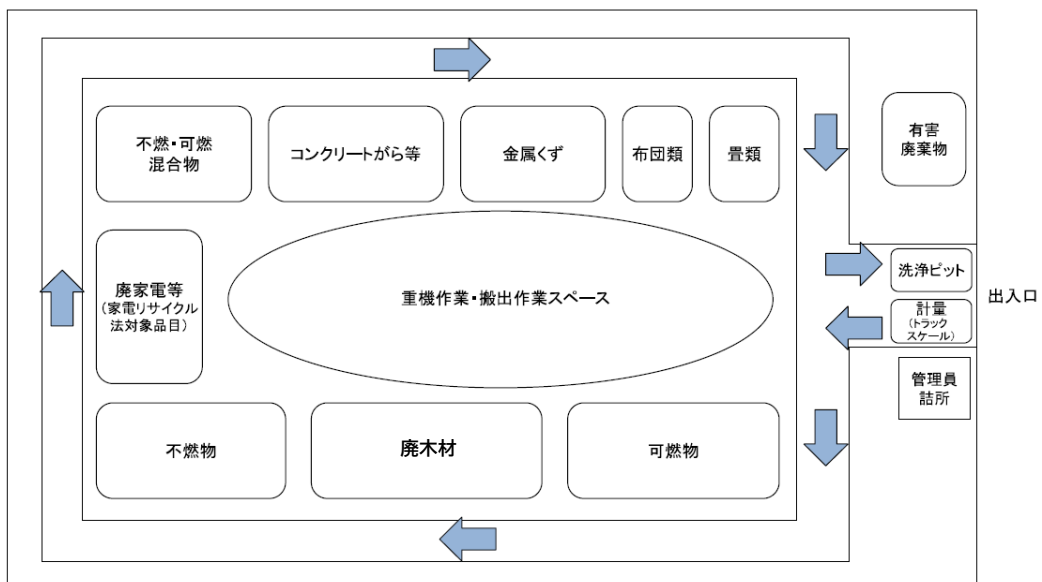 不燃・可燃
混合物
コンクリートがら等
金属くず
布団類
畳類
有害
廃棄物
廃家電等
(家電リサイクル
法対象品目)
重機作業・搬出作業スペース
洗浄ピット
計量
(トラック
スケール)
出入口
管理員
詰所
不燃物
廃木材
可燃物